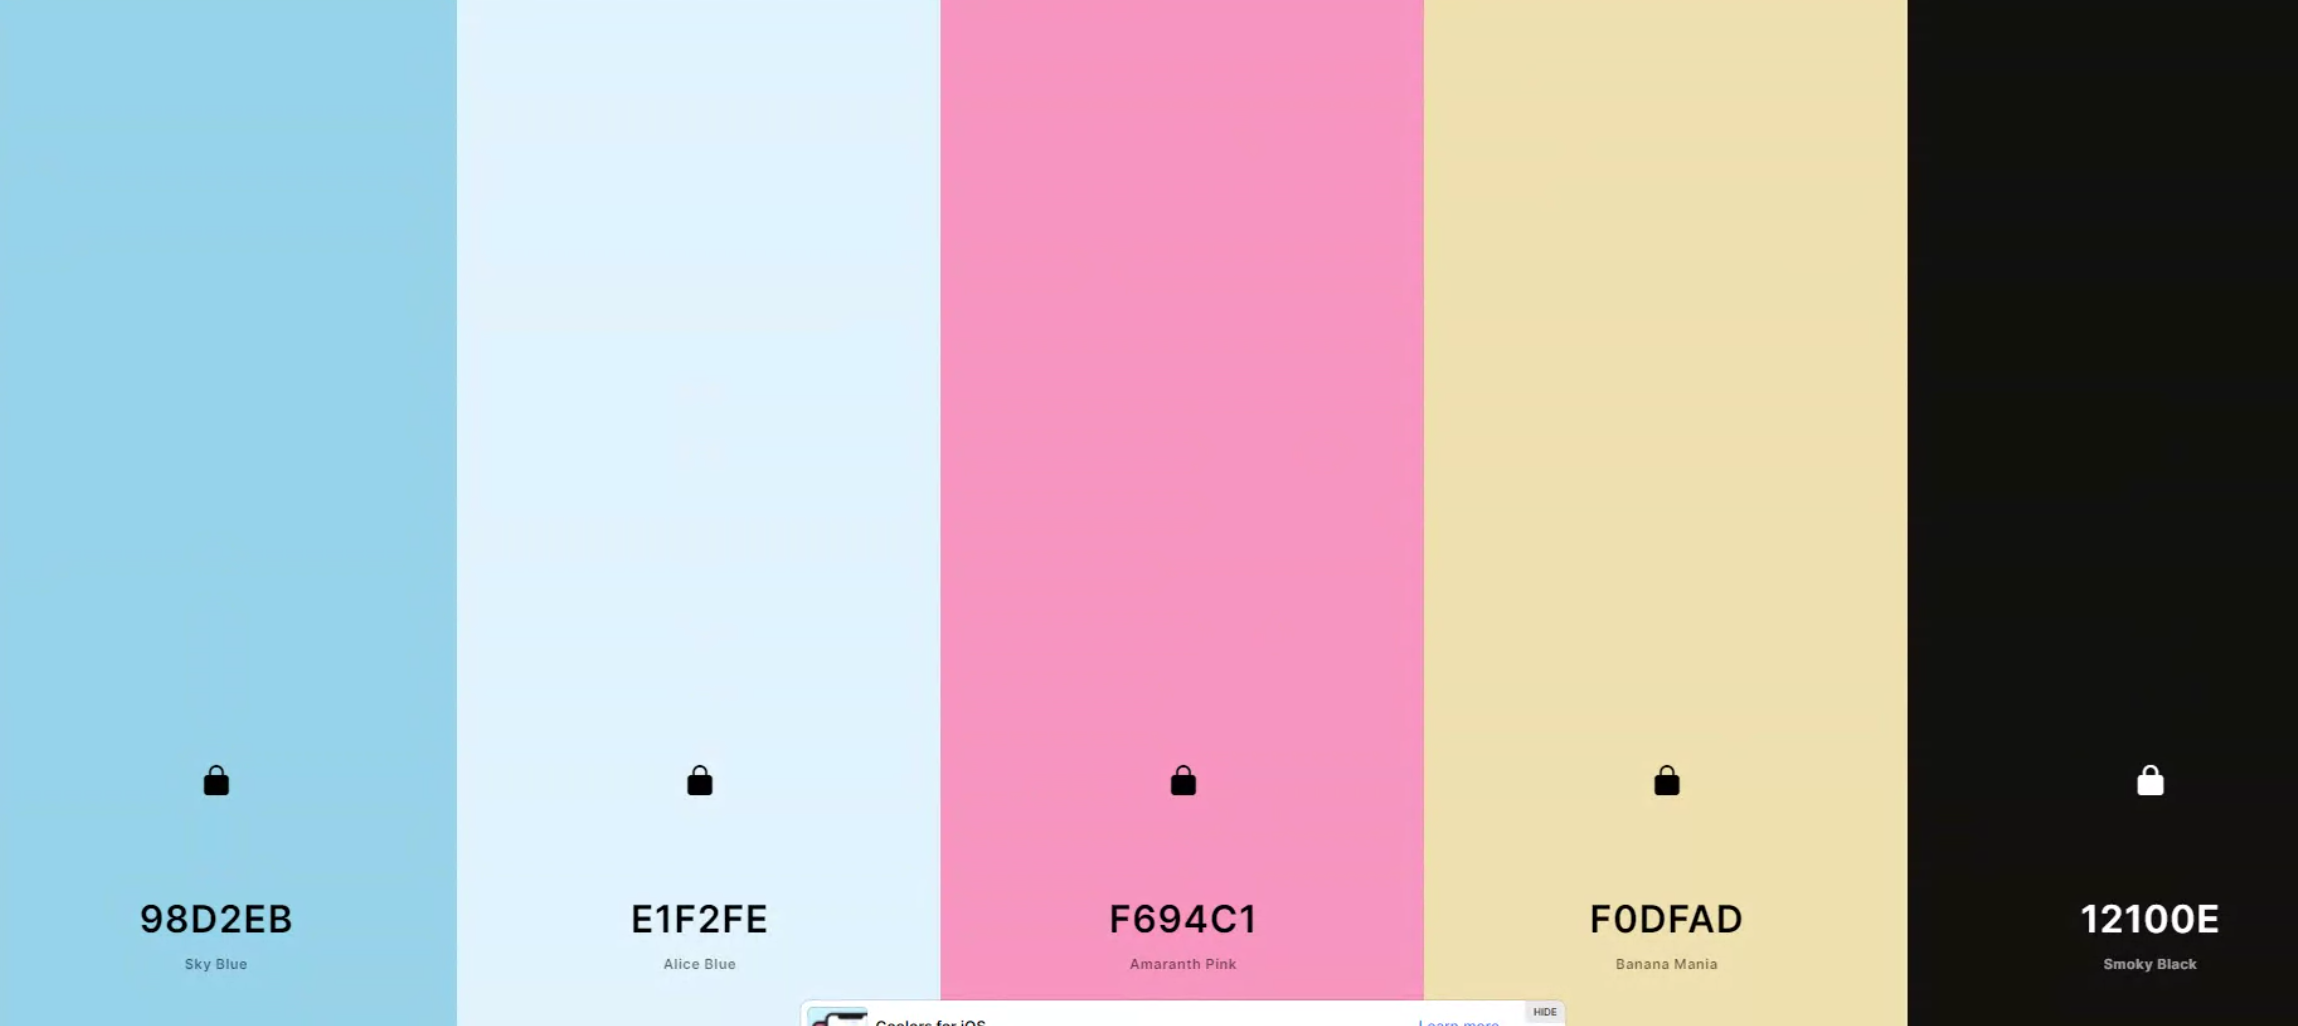 98D2EB
Sky Blue
E1F2FE
Alice Blue
F694C1
Amaranth Pink
F0DFAD
Banana Mania
12100E
Smoky Black
HIDE
Coolors for iOS
Learn more